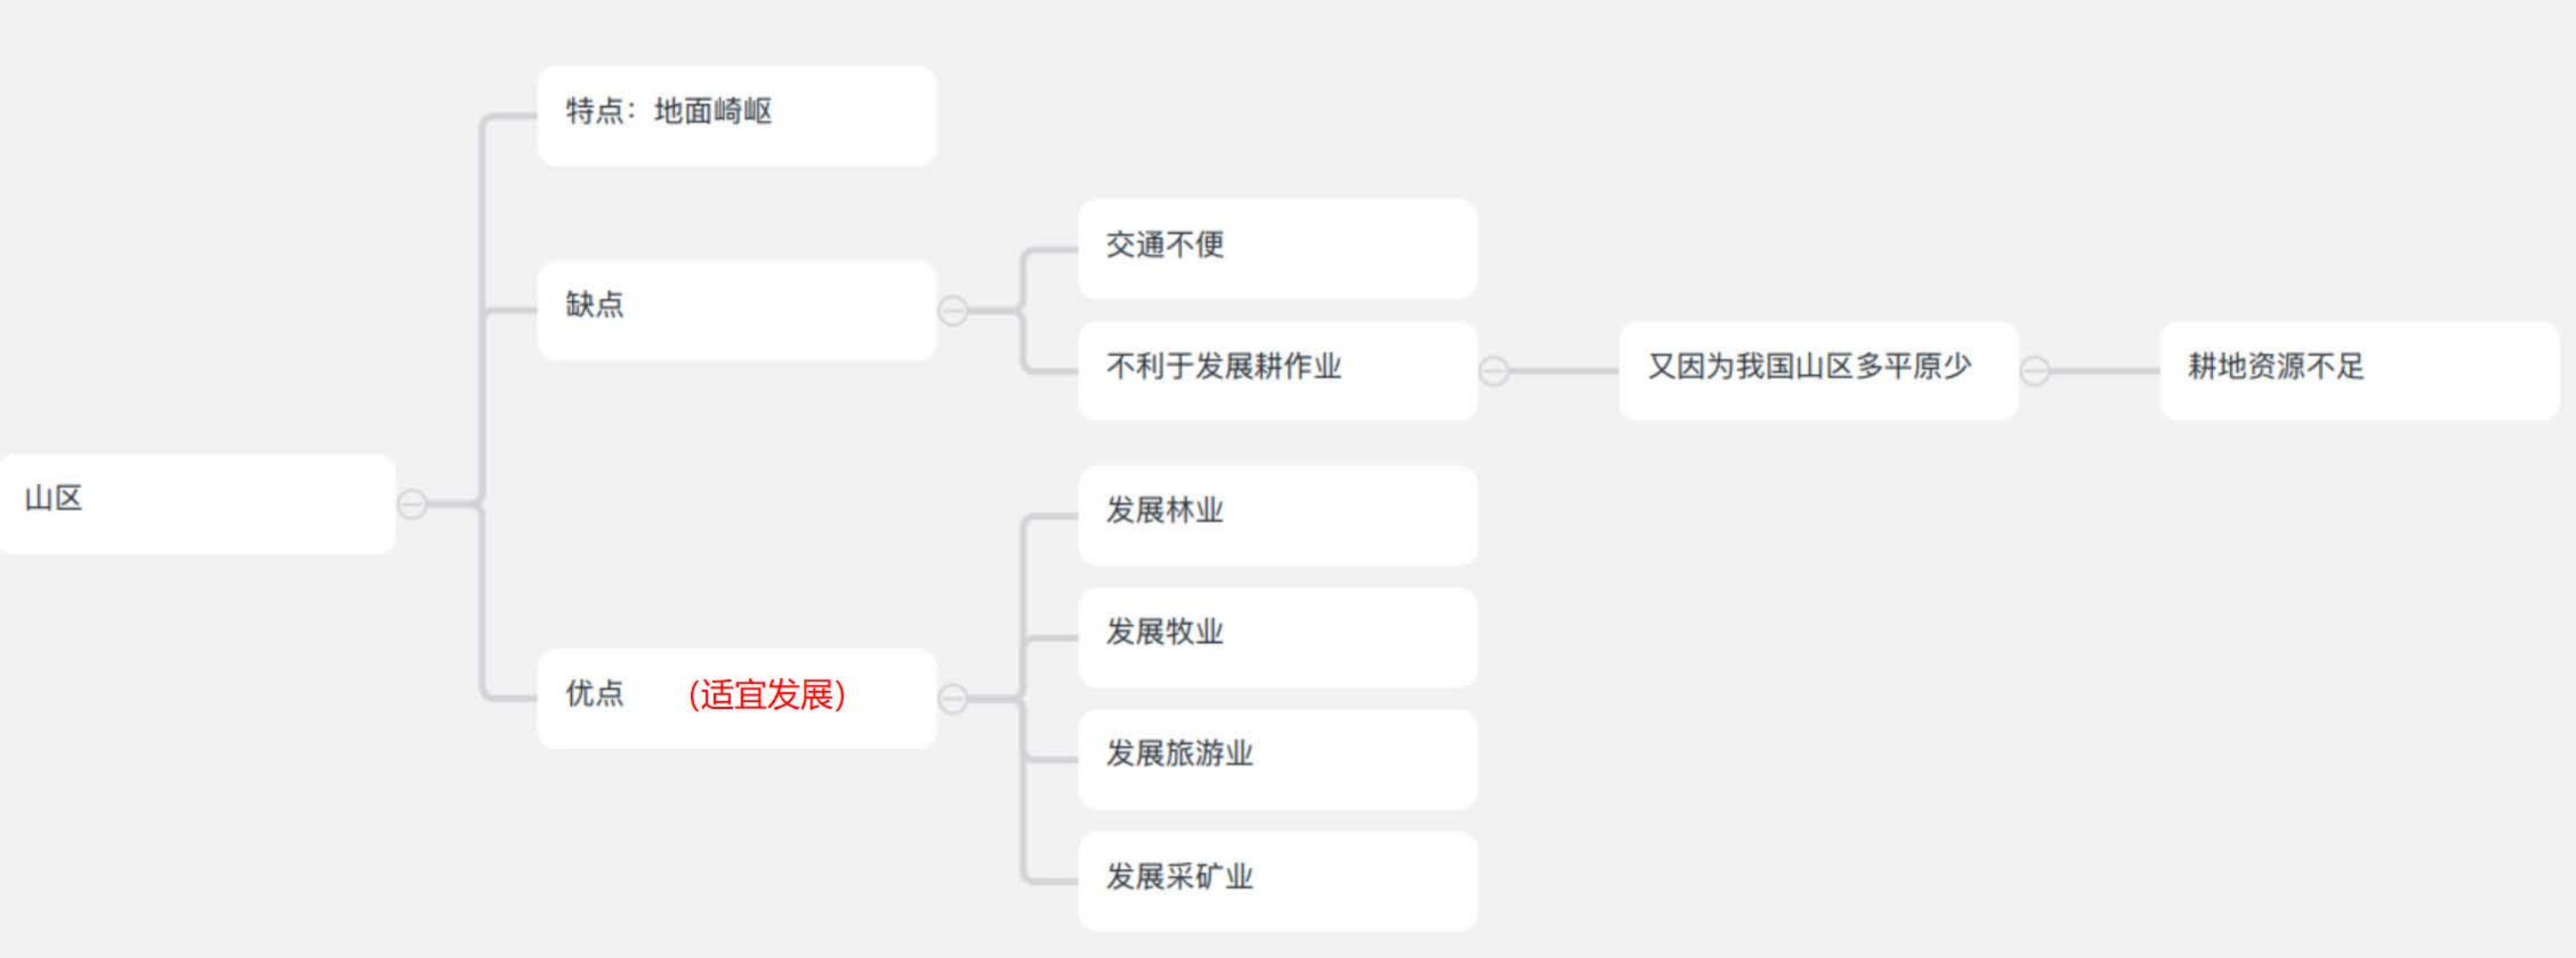 山区
特点：地面崎岖
缺点
交通不便
不利于发展耕作业
又因为我国山区多平原少
耕地资源不足
优点 （适宜发展）
发展林业
发展牧业
发展旅游业
发展采矿业